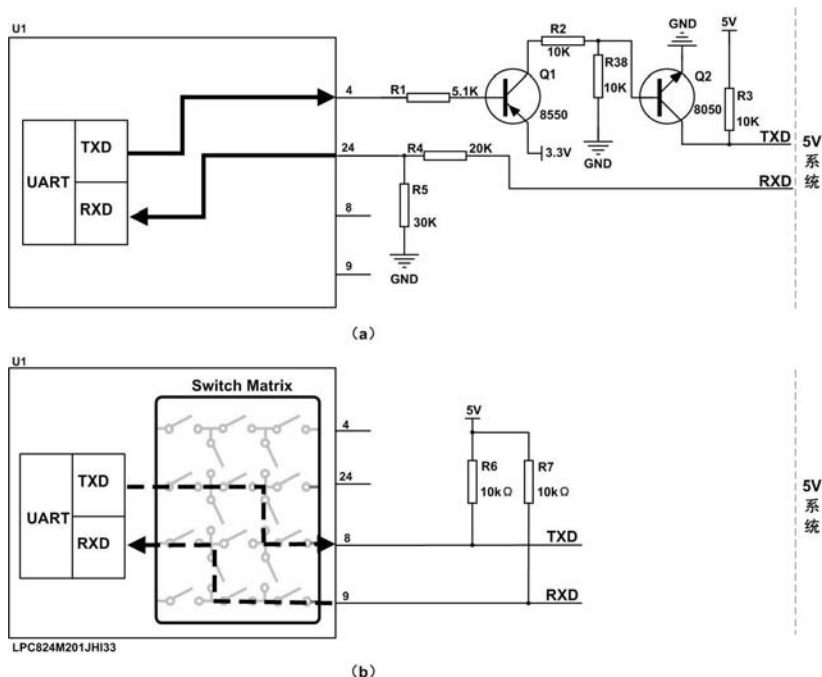 U1
GND
5V
R2
10K
Q1
R38
10K
Q2
4
R1
5.1K
8550
8050
R3
10K
GND
TXD
TXD
24
R4
20K
3.3V
UART
RXD
RXD
5V
系
统
8
R5
30K
9
GND
(a)
U1
Switch Matrix
5V
4
TXD
24
R6
10kΩ
R7
10kΩ
UART
RXD
8
TXD
5V
系
统
9
RXD
LPC824M201JHI33
(b)